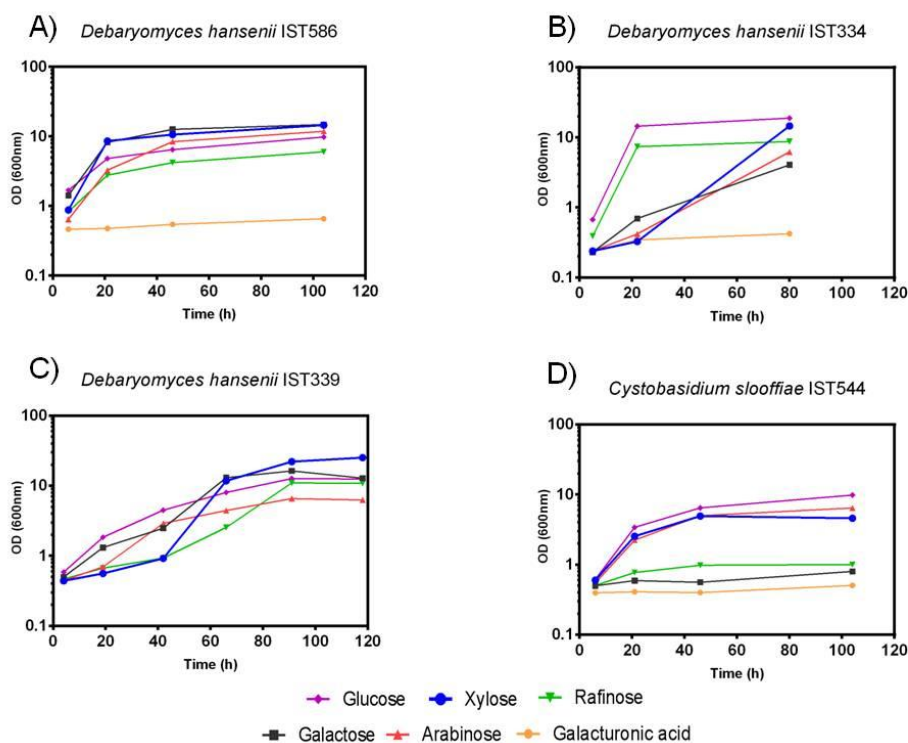 A) Debaryomyces hansenii IST586
100
10
1
0.1
OD (600nm)
0 20 40 60 80 100 120
Time (h)
B) Debaryomyces hansenii IST334
100
10
1
0.1
OD (600nm)
0 20 40 60 80 100
Time (h)
C) Debaryomyces hansenii IST339
100
10
1
0.1
OD (600nm)
0 20 40 60 80 100 120
Time (h)
D) Cystobasidium slooffiae IST544
100
10
1
0.1
OD (600nm)
0 20 40 60 80 100 120
Time (h)
Glucose Xylose Rafinose
Galactose Arabinose Galacturonic acid